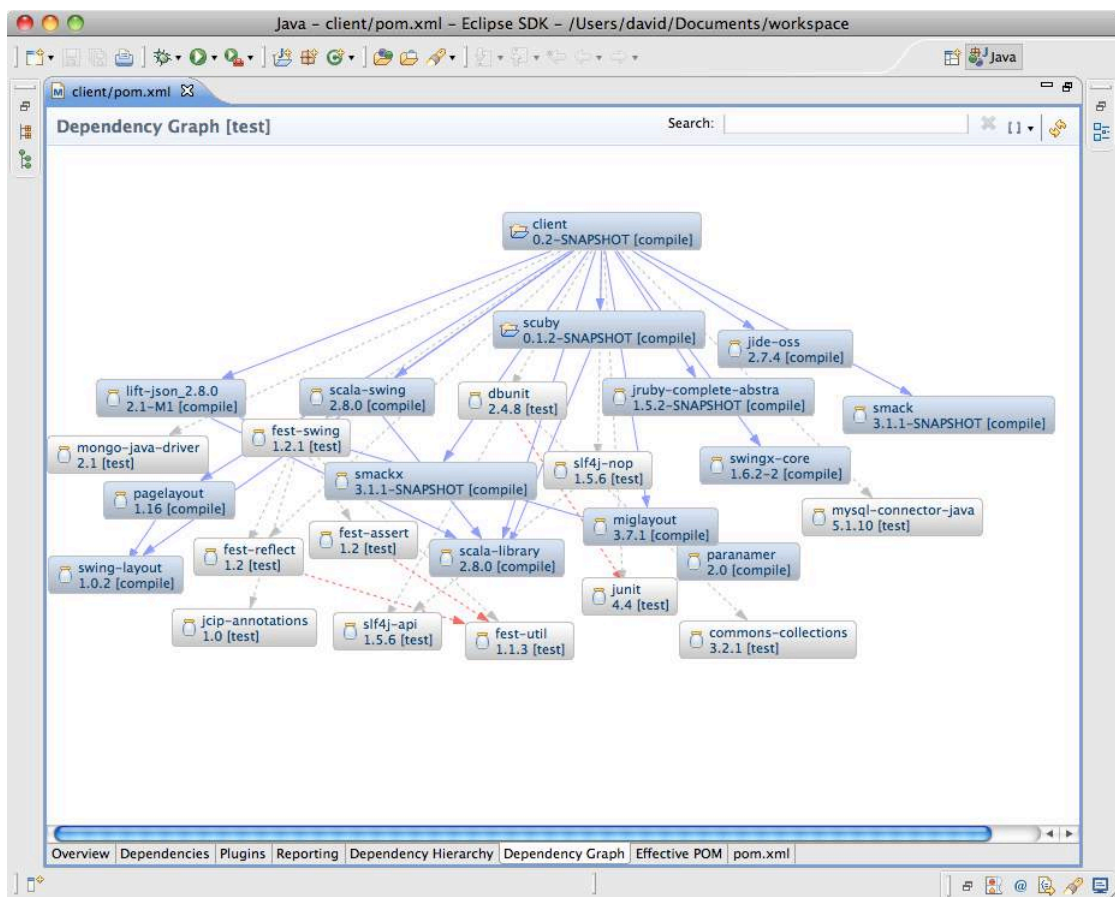 Java – client/pom.xml – Eclipse SDK – /Users/david/Documents/workspace
Java
client/pom.xml
Dependency Graph [test]
Search:
client
0.2-SNAPSHOT [compile]
scuby
0.1.2-SNAPSHOT [compile]
jide-oss
2.7.4 [compile]
lift-json_2.8.0
2.1-M1 [compile]
scala-swing
2.8.0 [compile]
dbunit
2.4.8 [test]
jruby-complete-abstra
1.5.2-SNAPSHOT [compile]
smack
3.1.1-SNAPSHOT [compile]
fest-swing
1.2.1 [test]
mongo-java-driver
2.1 [test]
smackx
3.1.1-SNAPSHOT [compile]
slf4j-nop
1.5.6 [test]
swingx-core
1.6.2-2 [compile]
pagelayout
1.16 [compile]
mysql-connector-java
5.1.10 [test]
miglayout
3.7.1 [compile]
fest-assert
1.2 [test]
fest-reflect
1.2 [test]
scala-library
2.8.0 [compile]
paranamer
2.0 [compile]
swing-layout
1.0.2 [compile]
junit
4.4 [test]
jcip-annotations
1.0 [test]
slf4j-api
1.5.6 [test]
fest-util
1.1.3 [test]
commons-collections
3.2.1 [test]
Overview Dependencies Plugins Reporting Dependency Hierarchy Dependency Graph Effective POM pom.xml